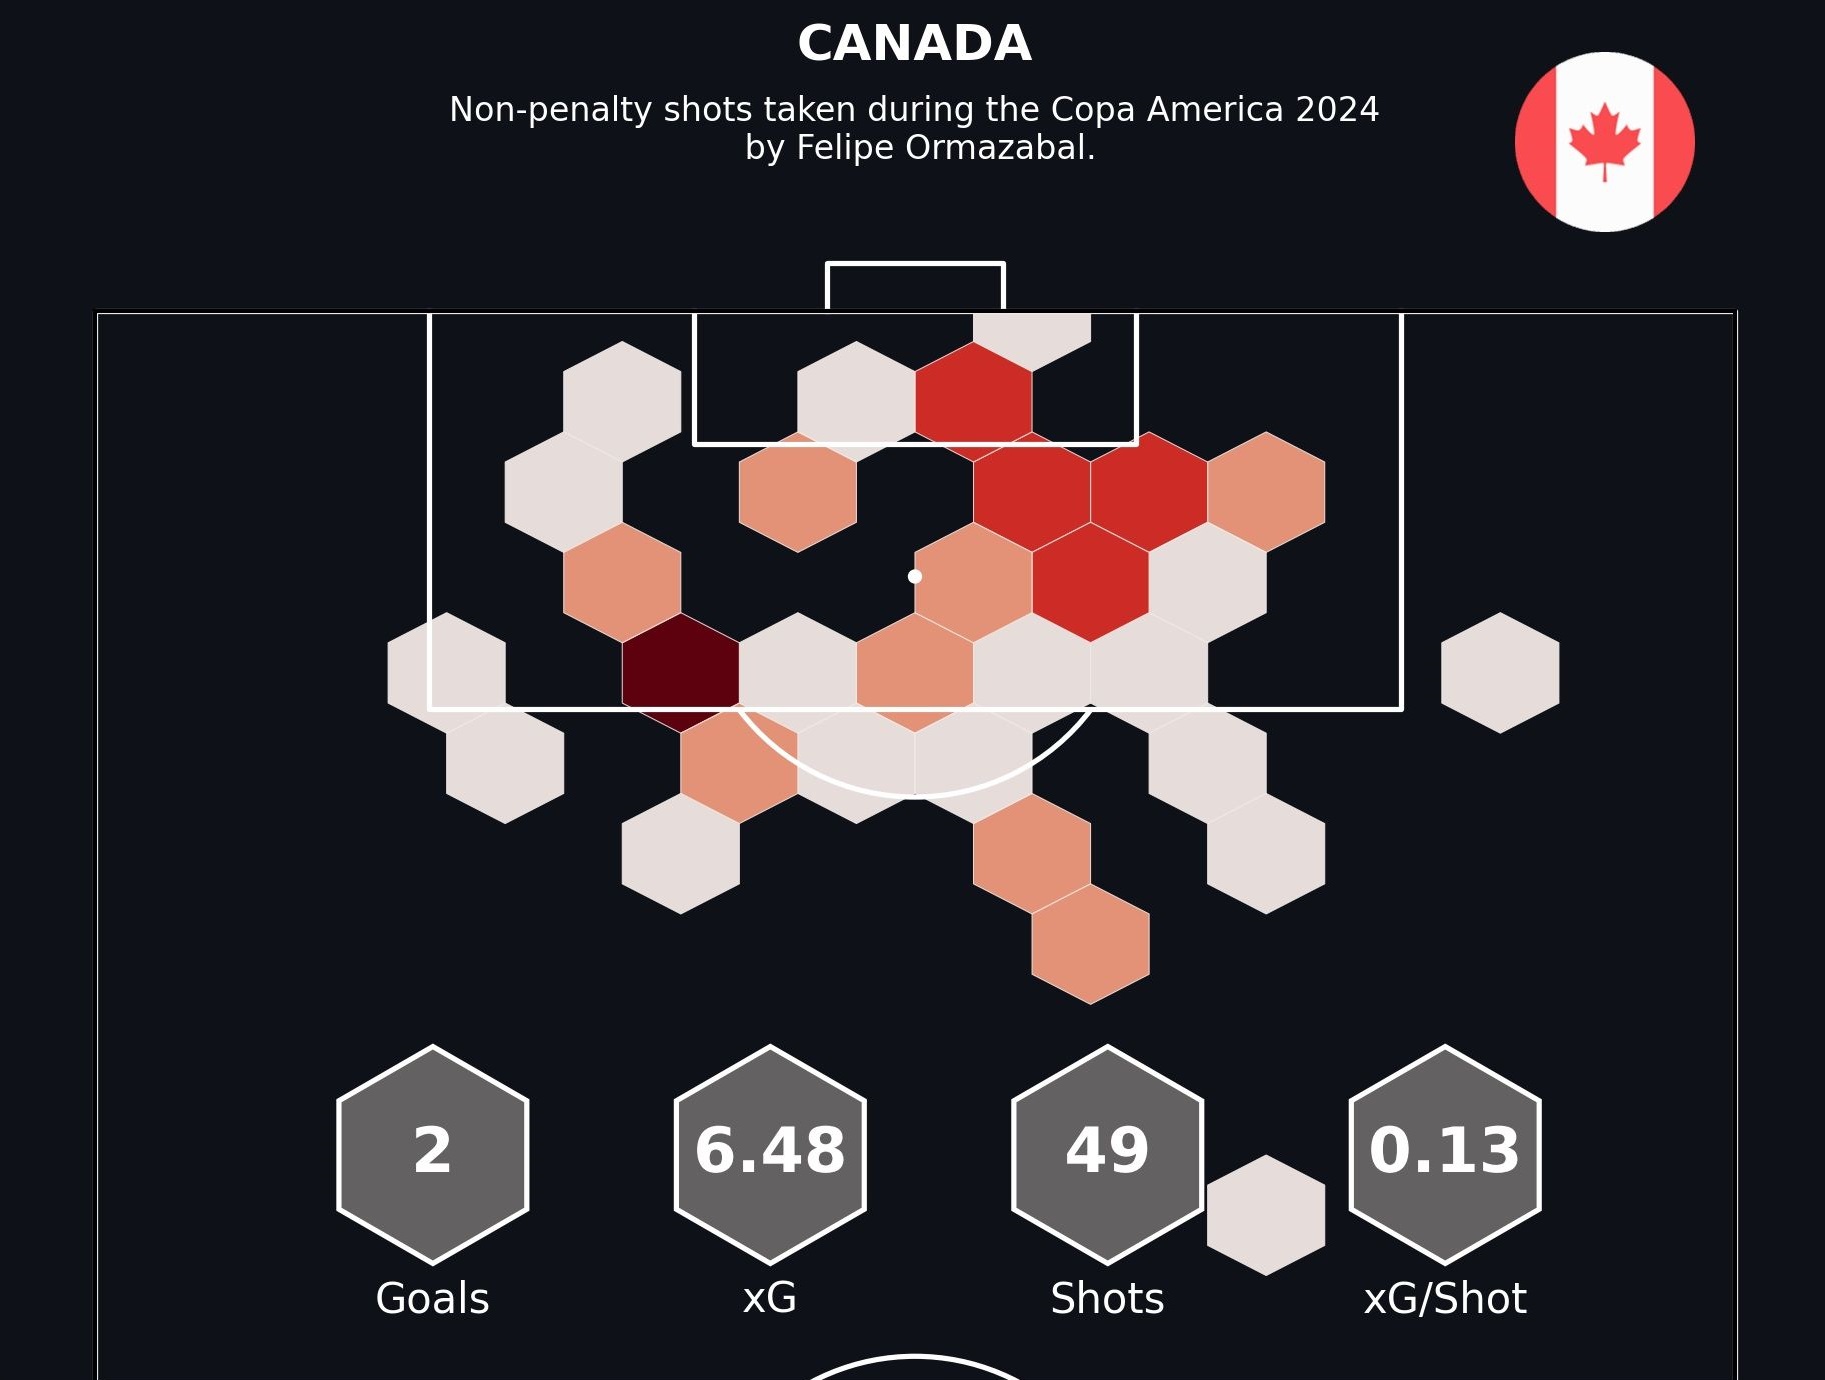 CANADA
Non-penalty shots taken during the Copa America 2024
by Felipe Ormazabal.
2
6.48
49
0.13
Goals
xG
Shots
xG/Shot